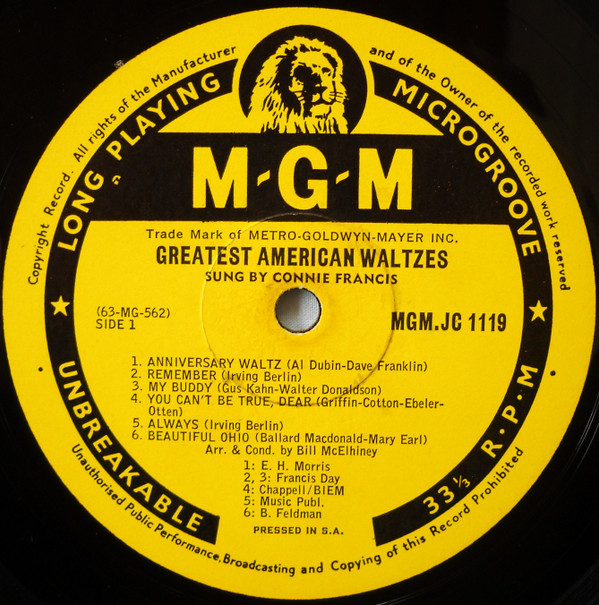 Copyright Record. All rights of the Manufacturer and of the Owner of the recorded work reserved
LONG PLAYING MICROGROOVE
M-G-M
Trade Mark of METRO-GOLDWYN-MAYER INC.
GREATEST AMERICAN WALTZES
SUNG BY CONNIE FRANCIS
(63-MG-562)
SIDE 1
MGM.JC 1119
1. ANNIVERSARY WALTZ (Al Dubin-Dave Franklin)
2. REMEMBER (Irving Berlin)
3. MY BUDDY (Gus Kahn-Walter Donaldson)
4. YOU CAN'T BE TRUE, DEAR (Griffin-Cotton-Ebeler-
Otten)
5. ALWAYS (Irving Berlin)
6. BEAUTIFUL OHIO (Ballard Macdonald-Mary Earl)
Arr. & Cond. by Bill McElhiney
1: E. H. Morris
2, 3: Francis Day
4: Chappell/BIEM
5: Music Publ.
6: B. Feldman
PRESSED IN S.A.
UNBREAKABLE
33⅓ R·P·M
Unauthorised Public Performance, Broadcasting and Copying of this Record Prohibited